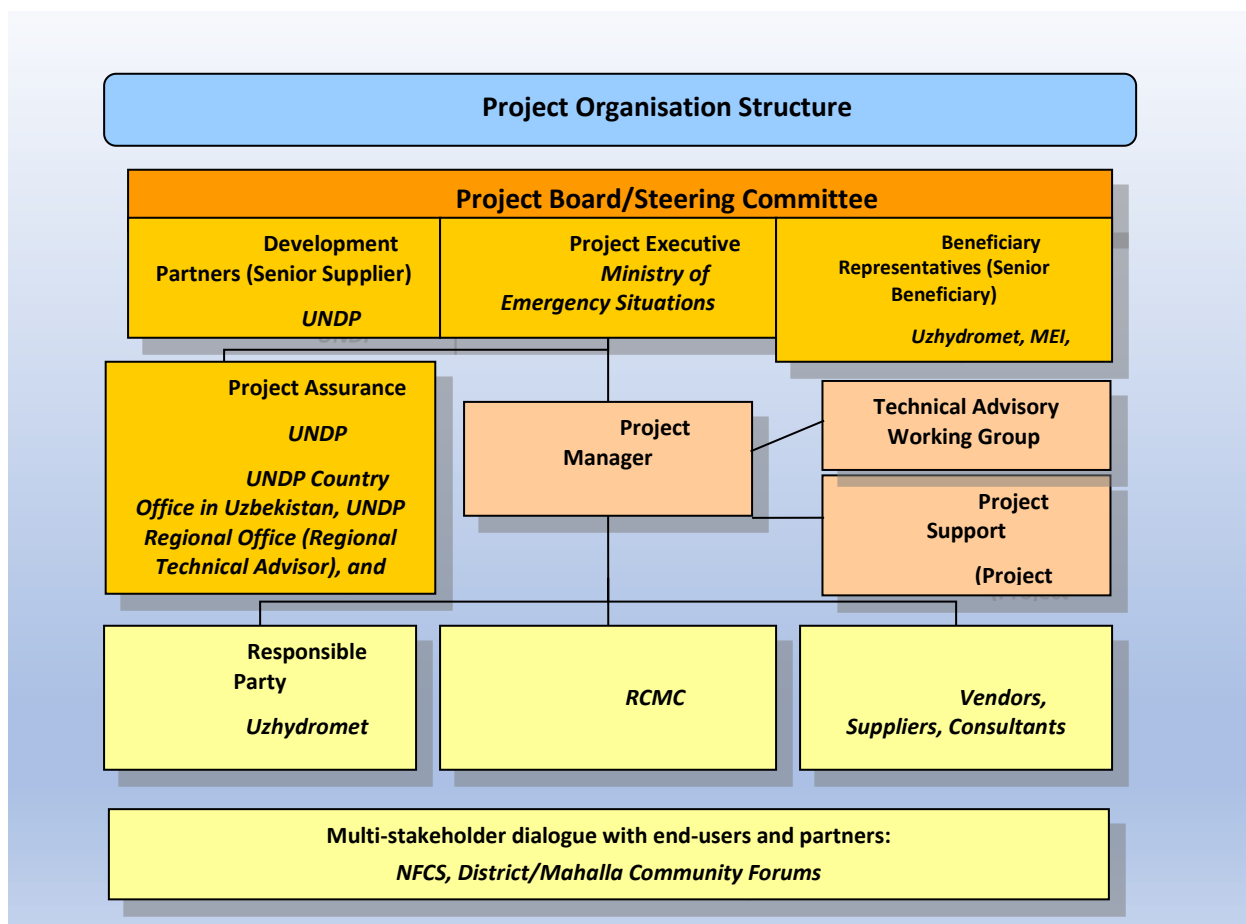 Project Organisation Structure
Project Board/Steering Committee
Development
Partners (Senior Supplier)
UNDP
Project Executive
Ministry of
Emergency Situations
Beneficiary
Representatives (Senior
Beneficiary)
Uzhydromet, MEI,
Project Assurance
UNDP
UNDP Country
Office in Uzbekistan, UNDP
Regional Office (Regional
Technical Advisor), and
Project
Manager
Technical Advisory
Working Group
Project
Support
(Project
Responsible
Party
Uzhydromet
RCMC
Vendors,
Suppliers, Consultants
Multi-stakeholder dialogue with end-users and partners:
NFCS, District/Mahalla Community Forums